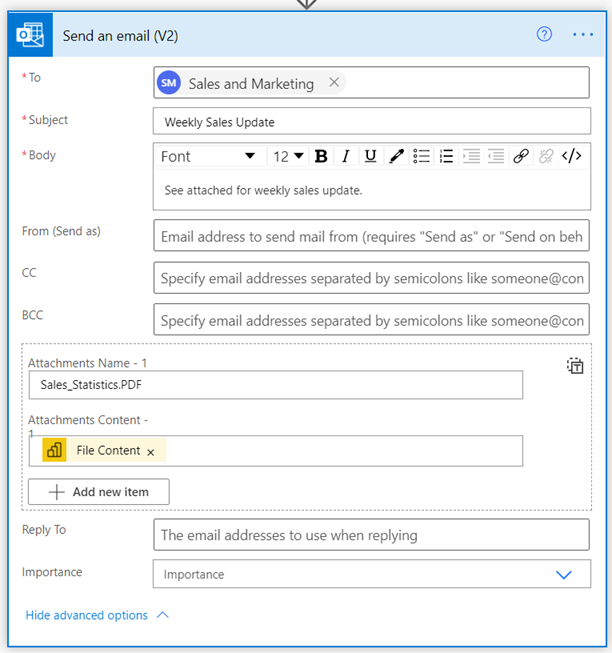 Send an email (V2)
? ...
* To
SM Sales and Marketing ×
* Subject
Weekly Sales Update
* Body
Font 12 B I U </>
See attached for weekly sales update.
From (Send as)
Email address to send mail from (requires "Send as" or "Send on beh
CC
Specify email addresses separated by semicolons like someone@con
BCC
Specify email addresses separated by semicolons like someone@con
Attachments Name - 1
Sales_Statistics.PDF
Attachments Content -
1
File Content ×
+ Add new item
Reply To
The email addresses to use when replying
Importance
Importance
Hide advanced options